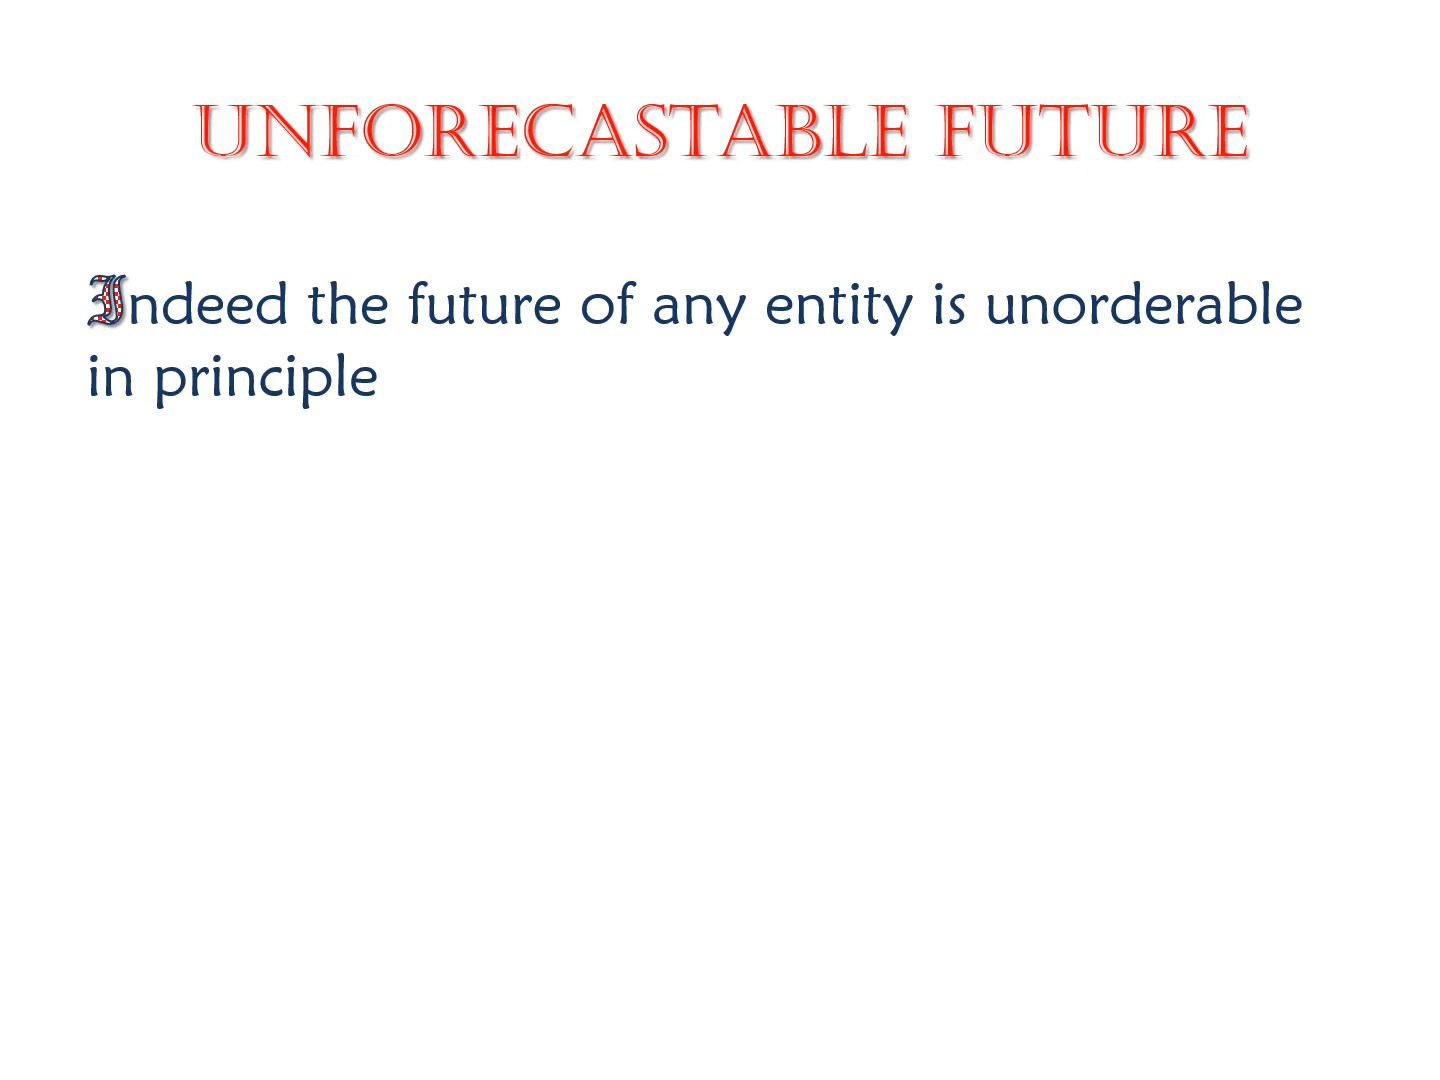 UNFORECASTABLE FUTURE
Indeed the future of any entity is unorderable
in principle